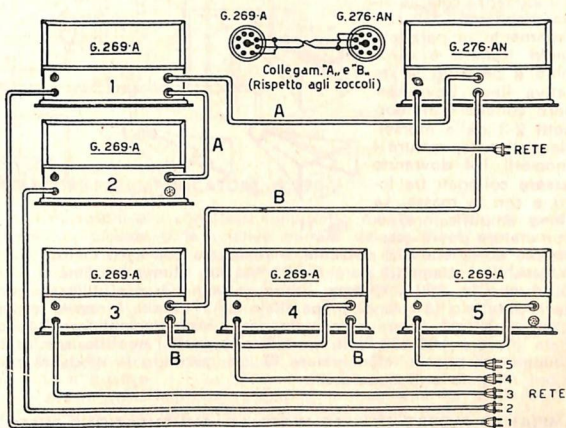 G.269-A G.276-AN
Collegam. "A„ e "B„
(Rispetto agli zoccoli)
G.269-A
1
G.276-AN
A
A
RETE
G.269-A
2
B
G.269-A
3
G.269-A
4
G.269-A
5
B
B
5
4
3 RETE
2
1